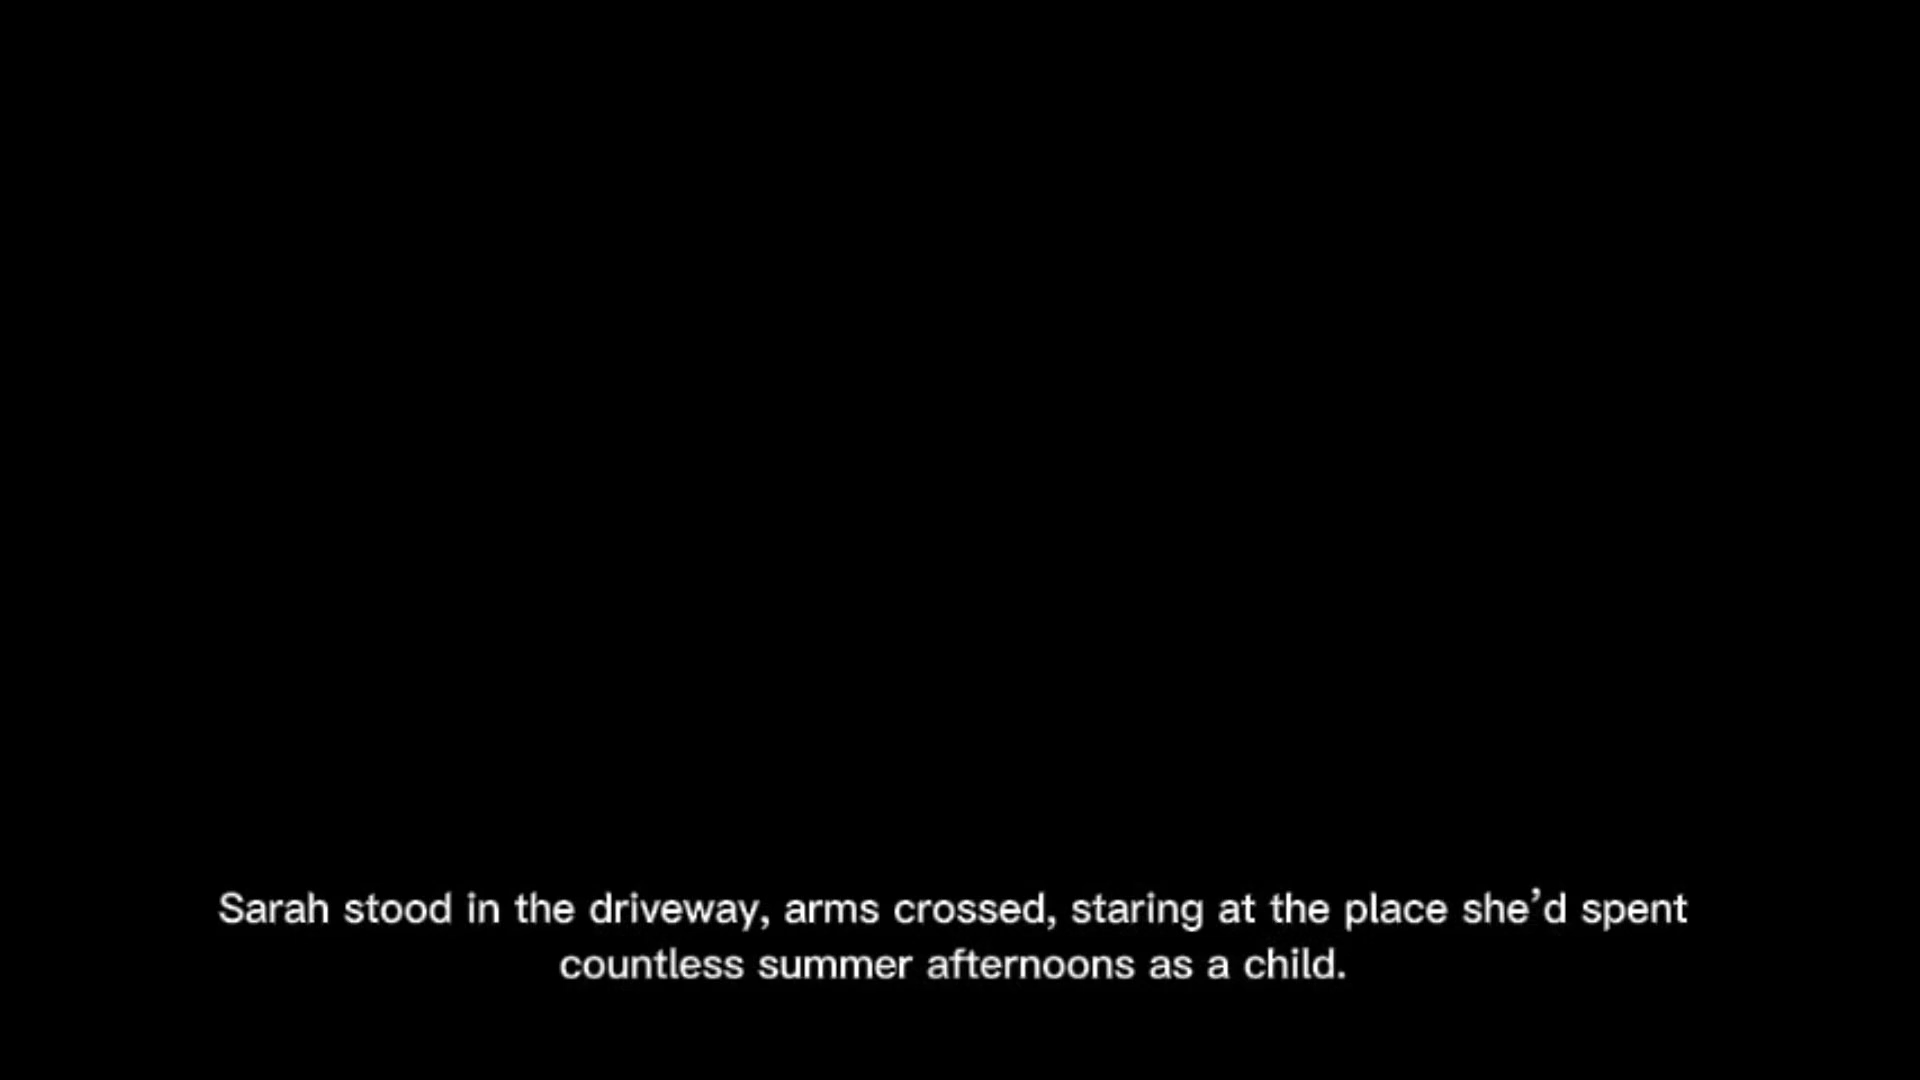 Sarah stood in the driveway, arms crossed, staring at the place she’d spent
countless summer afternoons as a child.